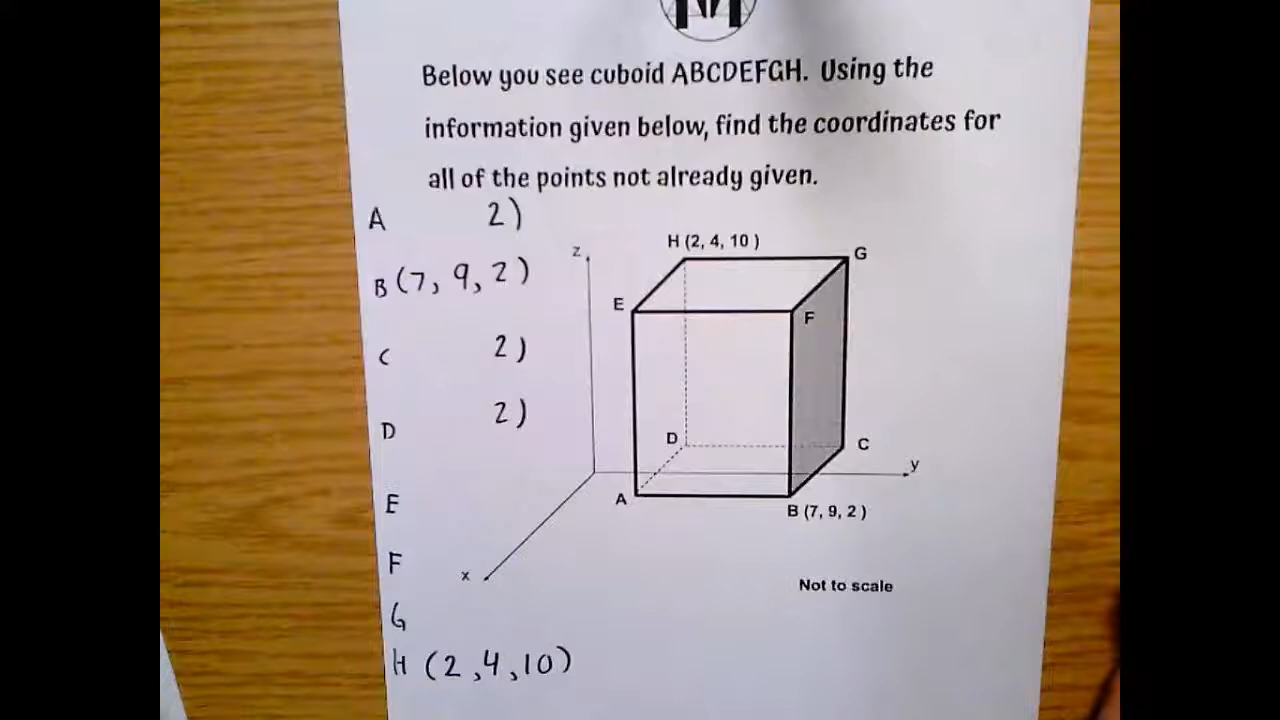 Below you see cuboid ABCDEFGH. Using the
information given below, find the coordinates for
all of the points not already given.
A 2)
B (7, 9, 2)
C 2)
D 2)
E
F
G
H (2, 4, 10)
z
H (2, 4, 10 )
G
E
F
D
C
y
A
B (7, 9, 2 )
x
Not to scale